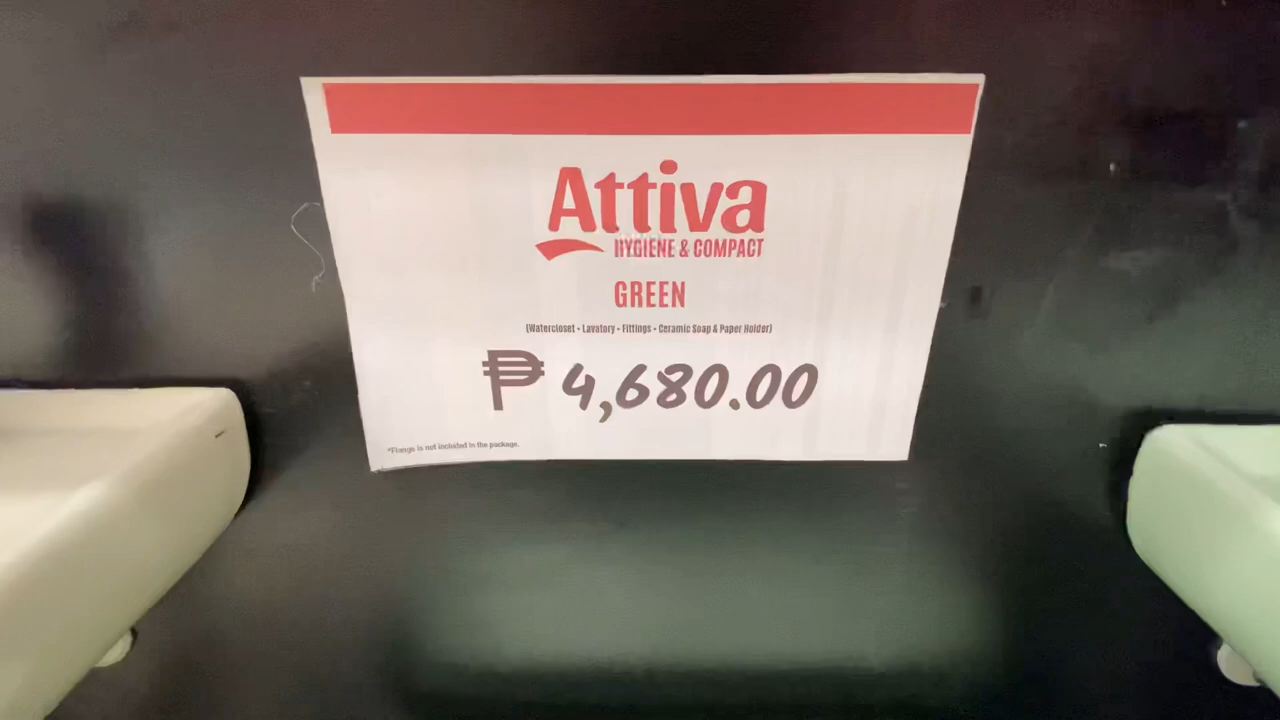 Attiva
HYGIENE & COMPACT
GREEN
(Watercloset • Lavatory • Fittings • Ceramic Soap & Paper Holder)
₱ 4,680.00
*Flange is not included in the package.